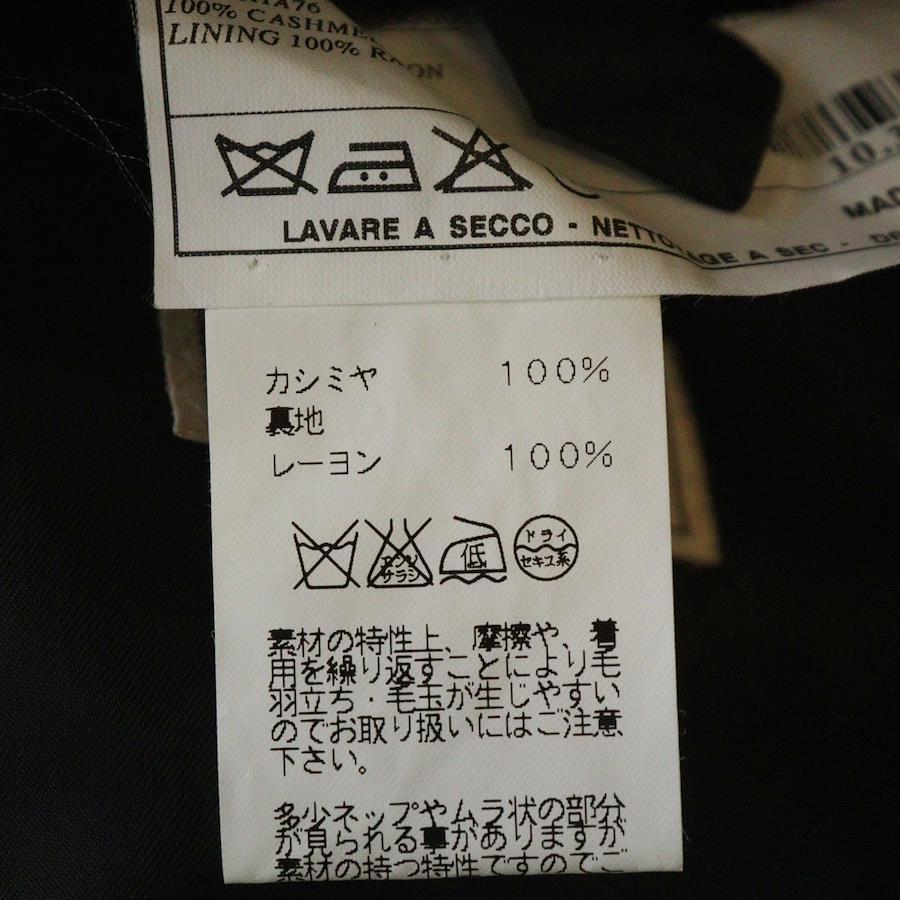 100% CASHME
LINING 100% RAYON
10.3
MAD
LAVARE A SECCO - NETTOYAGE A SEC - DR
カシミヤ 100%
裏地
レーヨン 100%
エンソ
サラシ
低
ドライ
セキユ系
素材の特性上、摩擦や、着
用を繰り返すことにより毛
羽立ち・毛玉が生じやすい
のでお取り扱いにはご注意
下さい。
多少ネップやムラ状の部分
が見られる事がありますが
素材の持つ特性ですのでご